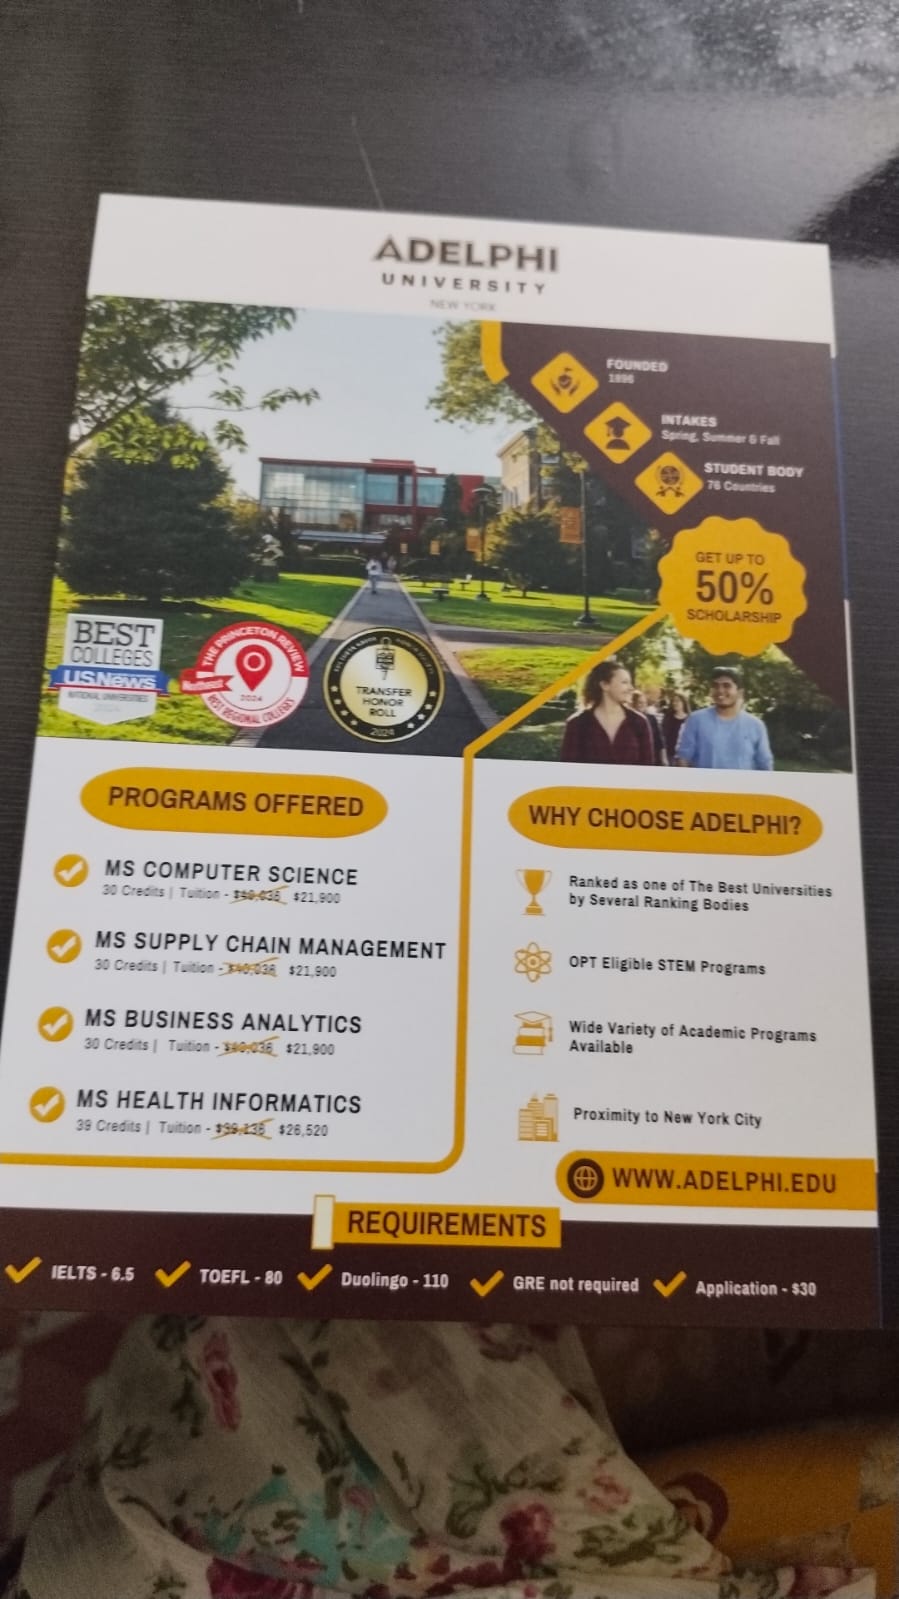 ADELPHI
UNIVERSITY
NEW YORK
FOUNDED
1896
INTAKES
Spring, Summer & Fall
STUDENT BODY
76 Countries
GET UP TO
50%
SCHOLARSHIP
BEST
COLLEGES
U.S.News
NATIONAL UNIVERSITIES
THE PRINCETON REVIEW
Northeast
2024
BEST REGIONAL COLLEGES
TRANSFER
HONOR
ROLL
2024
PROGRAMS OFFERED
MS COMPUTER SCIENCE
30 Credits | Tuition - $40,036 $21,900
MS SUPPLY CHAIN MANAGEMENT
30 Credits | Tuition - $40,036 $21,900
MS BUSINESS ANALYTICS
30 Credits | Tuition - $40,036 $21,900
MS HEALTH INFORMATICS
39 Credits | Tuition - $39,136 $26,520
WHY CHOOSE ADELPHI?
Ranked as one of The Best Universities
by Several Ranking Bodies
OPT Eligible STEM Programs
Wide Variety of Academic Programs
Available
Proximity to New York City
WWW.ADELPHI.EDU
REQUIREMENTS
IELTS - 6.5
TOEFL - 80
Duolingo - 110
GRE not required
Application - $30